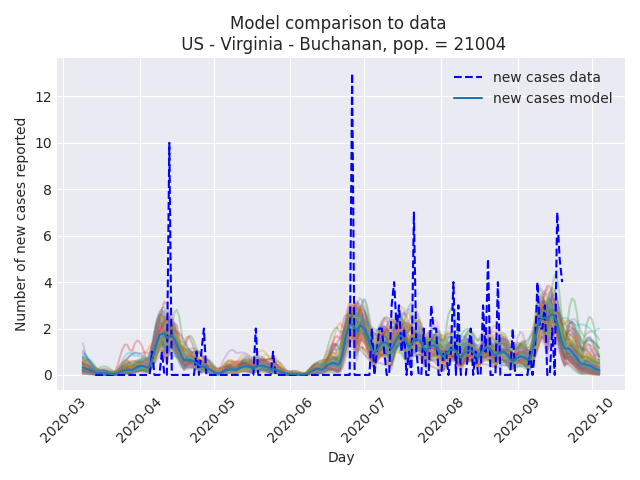 Model comparison to data
US - Virginia - Buchanan, pop. = 21004
new cases data
new cases model
Number of new cases reported
12
10
8
6
4
2
0
2020-03
2020-04
2020-05
2020-06
2020-07
2020-08
2020-09
2020-10
Day